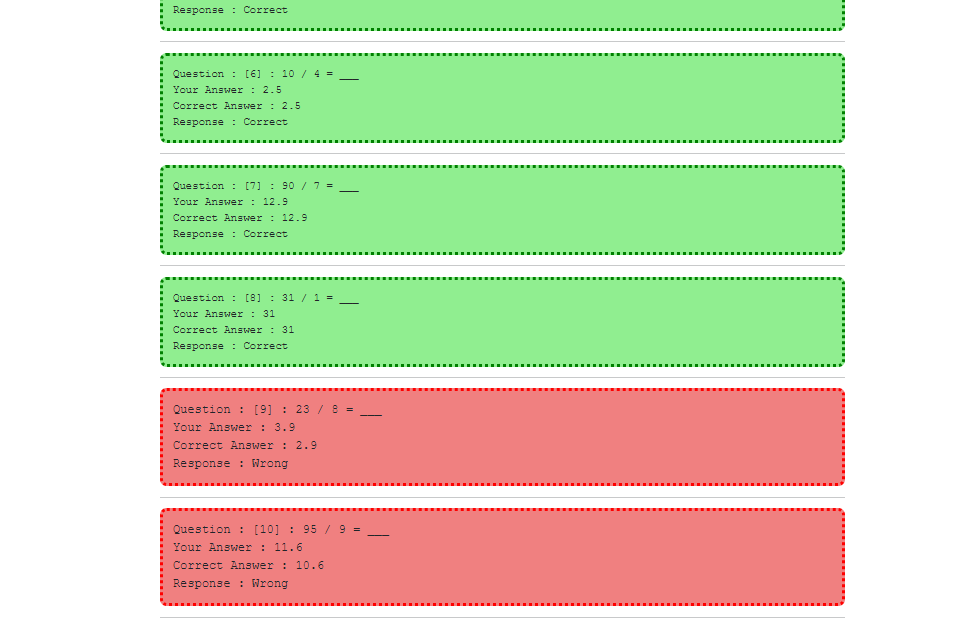 Response : Correct
Question : [6] : 10 / 4 = ___
Your Answer : 2.5
Correct Answer : 2.5
Response : Correct
Question : [7] : 90 / 7 = ___
Your Answer : 12.9
Correct Answer : 12.9
Response : Correct
Question : [8] : 31 / 1 = ___
Your Answer : 31
Correct Answer : 31
Response : Correct
Question : [9] : 23 / 8 = ___
Your Answer : 3.9
Correct Answer : 2.9
Response : Wrong
Question : [10] : 95 / 9 = ___
Your Answer : 11.6
Correct Answer : 10.6
Response : Wrong